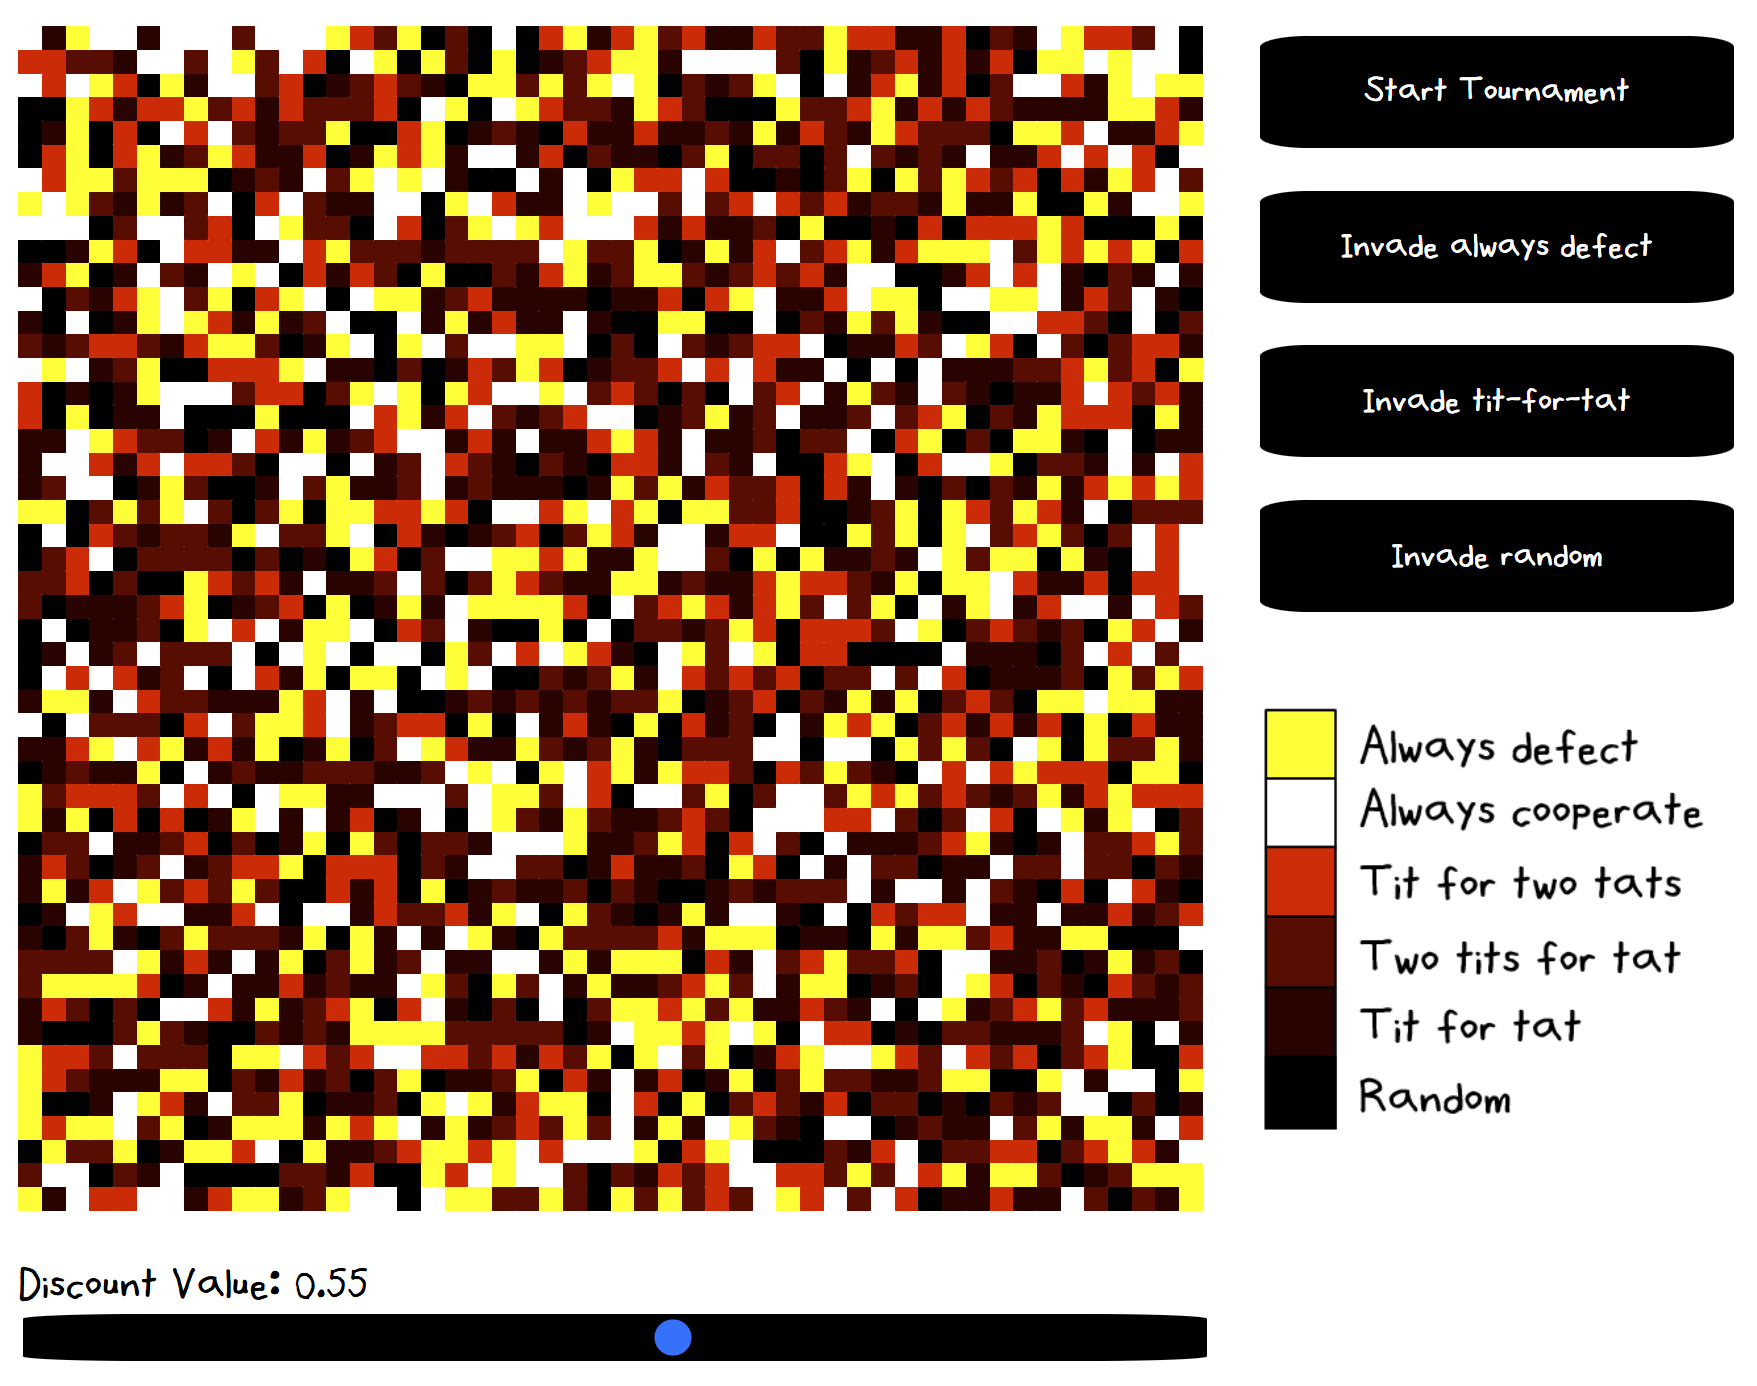 Start Tournament
Invade always defect
Invade tit-for-tat
Invade random
Always defect
Always cooperate
Tit for two tats
Two tits for tat
Tit for tat
Random
Discount Value: 0.55